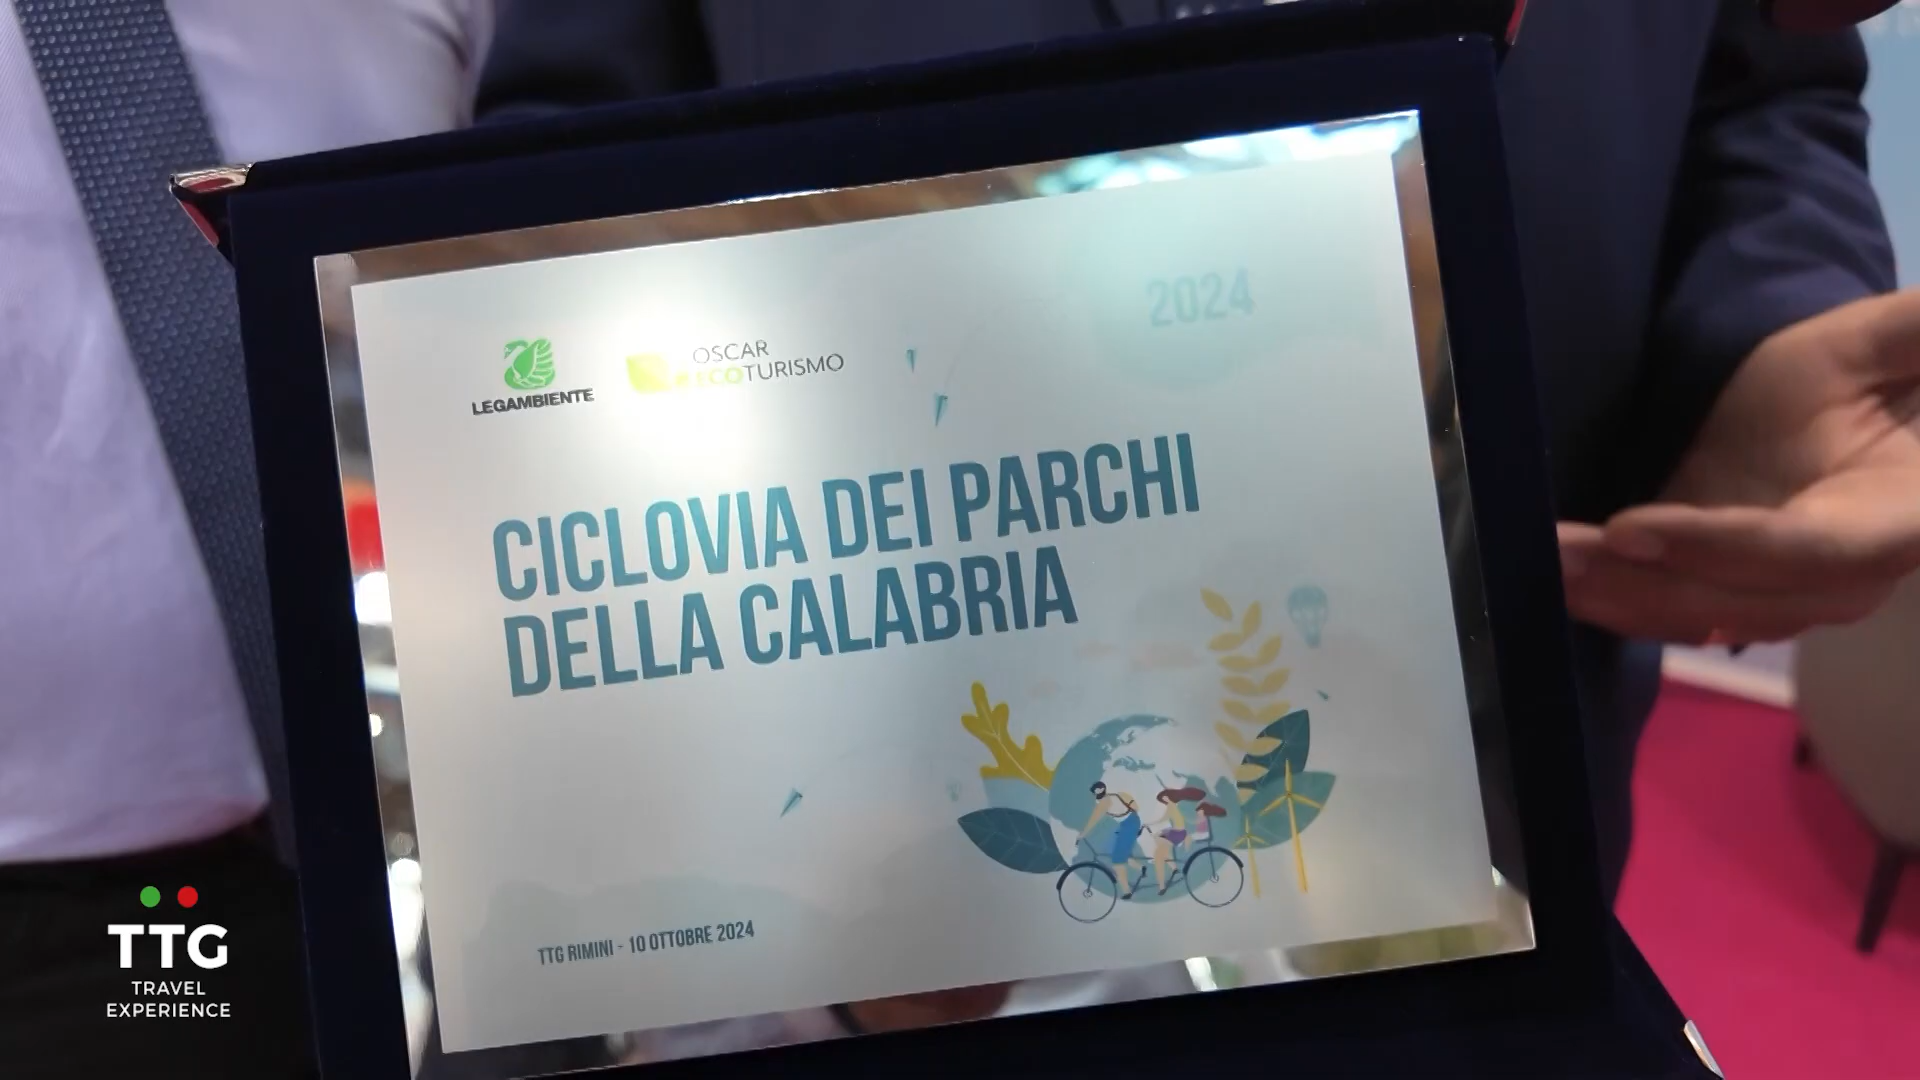 2024
LEGAMBIENTE
OSCAR
ECOTURISMO
CICLOVIA DEI PARCHI
DELLA CALABRIA
TTG RIMINI - 10 OTTOBRE 2024
TTG
TRAVEL
EXPERIENCE